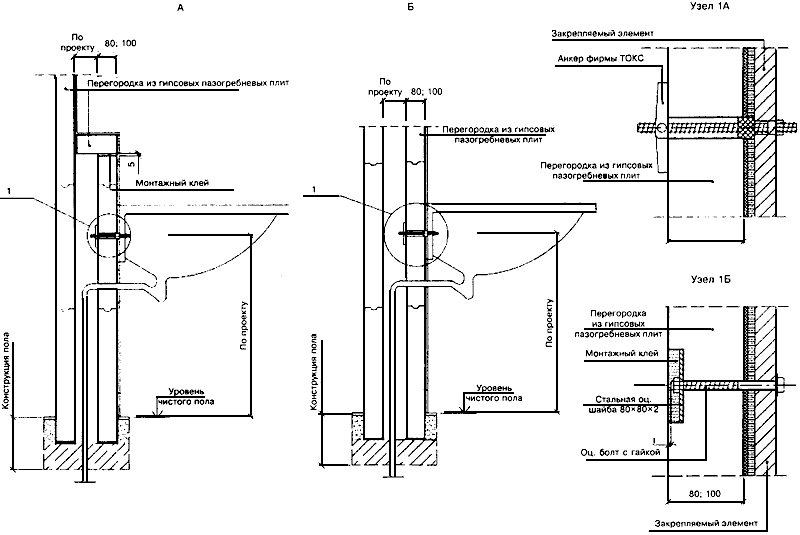 А
По
проекту
80; 100
Перегородка из гипсовых пазогребневых плит
5
Монтажный клей
1
По проекту
Конструкция пола
Уровень
чистого пола
Б
По
проекту
80; 100
Перегородка из гипсовых
пазогребневых плит
1
По проекту
Конструкция пола
Уровень
чистого пола
Узел 1А
Закрепляемый элемент
Анкер фирмы ТОКС
Перегородка из гипсовых
пазогребневых плит
Узел 1Б
Перегородка
из гипсовых
пазогребневых плит
Монтажный клей
Стальная оц.
шайба 80×80×2
Оц. болт с гайкой
80; 100
Закрепляемый элемент